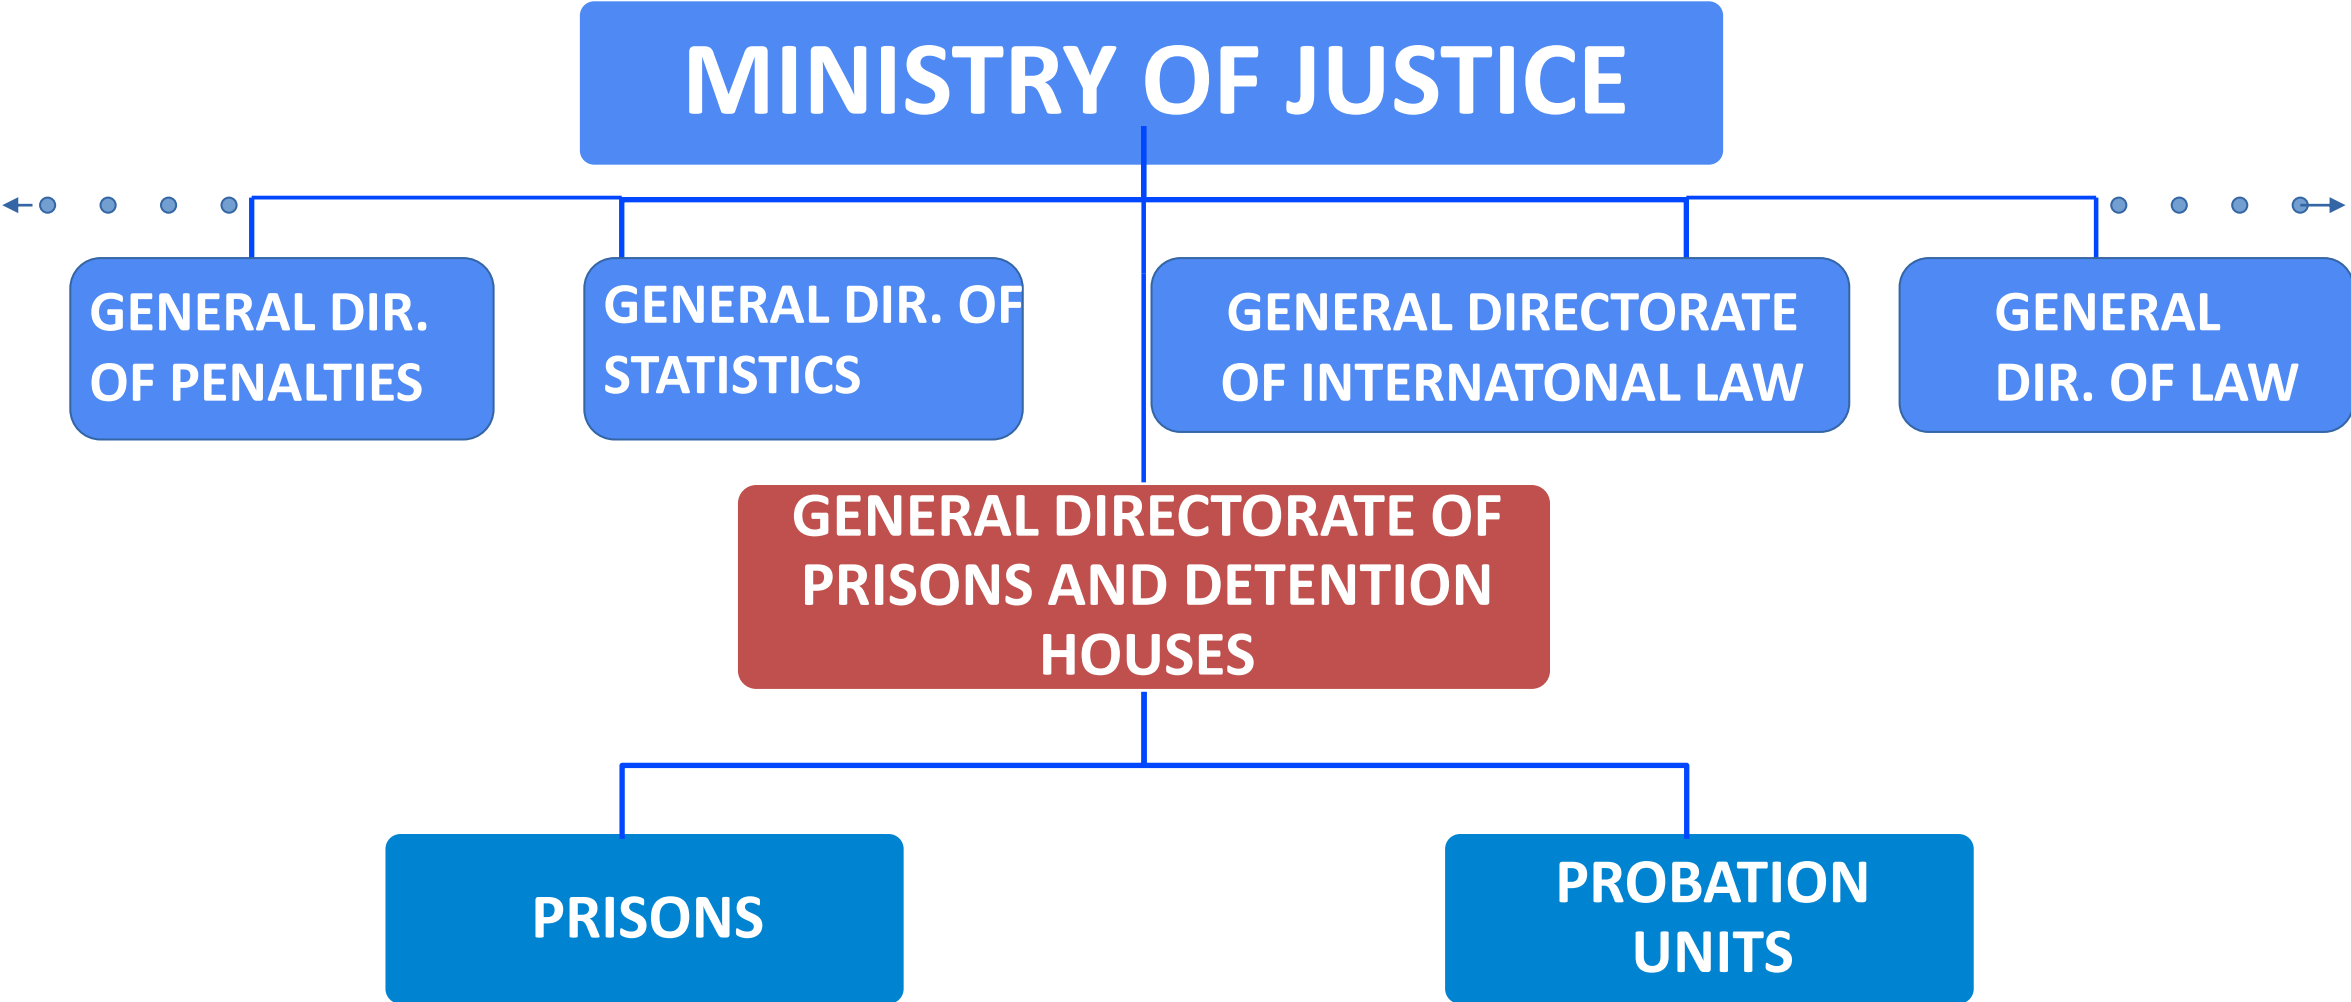 MINISTRY OF JUSTICE
GENERAL DIR.
OF PENALTIES
GENERAL DIR. OF
STATISTICS
GENERAL DIRECTORATE
OF INTERNATONAL LAW
GENERAL
DIR. OF LAW
GENERAL DIRECTORATE OF
PRISONS AND DETENTION
HOUSES
PRISONS
PROBATION
UNITS